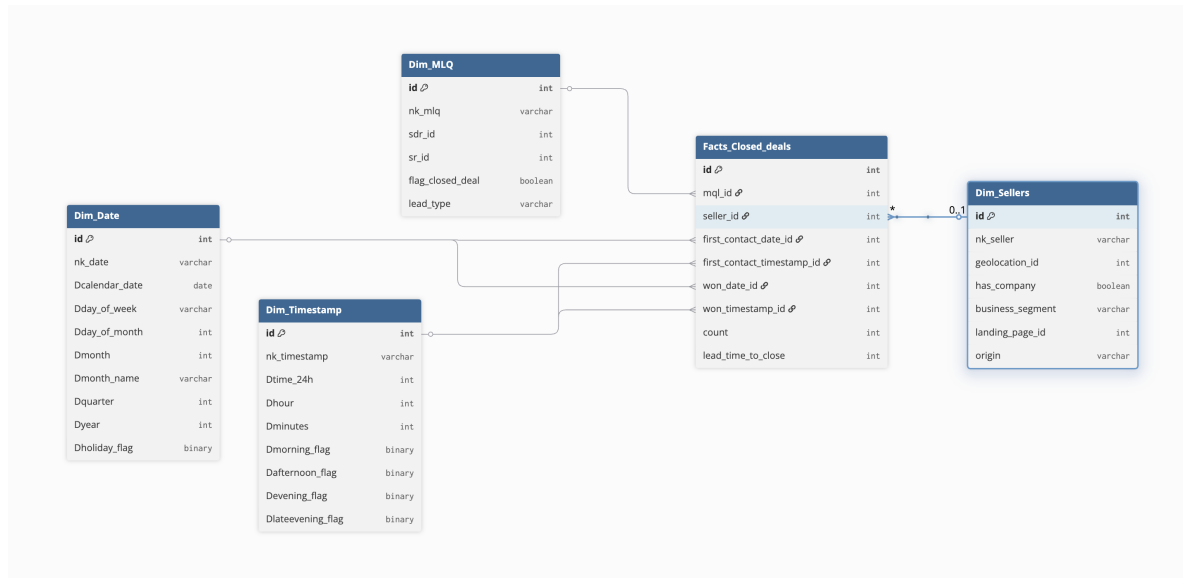 Dim_MLQ
id int
nk_mlq varchar
sdr_id int
sr_id int
flag_closed_deal boolean
lead_type varchar
Facts_Closed_deals
id int
mql_id int
seller_id int
first_contact_date_id int
first_contact_timestamp_id int
won_date_id int
won_timestamp_id int
count int
lead_time_to_close int
* 0..1
Dim_Sellers
id int
nk_seller varchar
geolocation_id int
has_company boolean
business_segment varchar
landing_page_id int
origin varchar
Dim_Date
id int
nk_date varchar
Dcalendar_date date
Dday_of_week varchar
Dday_of_month int
Dmonth int
Dmonth_name varchar
Dquarter int
Dyear int
Dholiday_flag binary
Dim_Timestamp
id int
nk_timestamp varchar
Dtime_24h int
Dhour int
Dminutes int
Dmorning_flag binary
Dafternoon_flag binary
Devening_flag binary
Dlateevening_flag binary